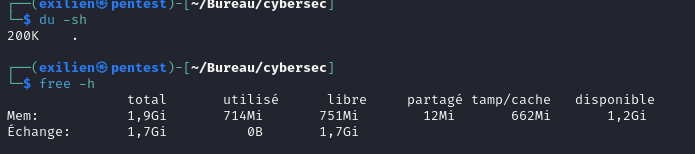 ┌──(exilien㉿pentest)-[~/Bureau/cybersec]
└─$ du -sh
200K    .
┌──(exilien㉿pentest)-[~/Bureau/cybersec]
└─$ free -h
               total        utilisé       libre     partagé tamp/cache   disponible
Mem:           1,9Gi       714Mi       751Mi        12Mi       662Mi       1,2Gi
Échange:       1,7Gi          0B       1,7Gi